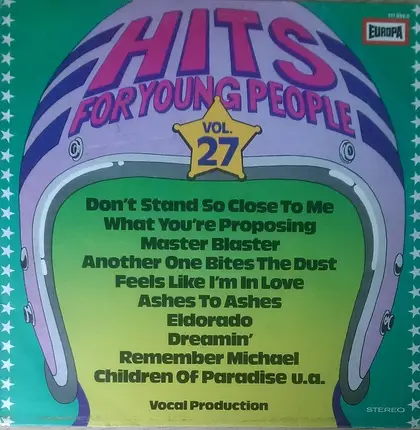 EUROPA
HITS
FOR YOUNG PEOPLE
VOL.
27
Don't Stand So Close To Me
What You're Proposing
Master Blaster
Another One Bites The Dust
Feels Like I'm In Love
Ashes To Ashes
Eldorado
Dreamin'
Remember Michael
Children Of Paradise u.a.
Vocal Production
STEREO